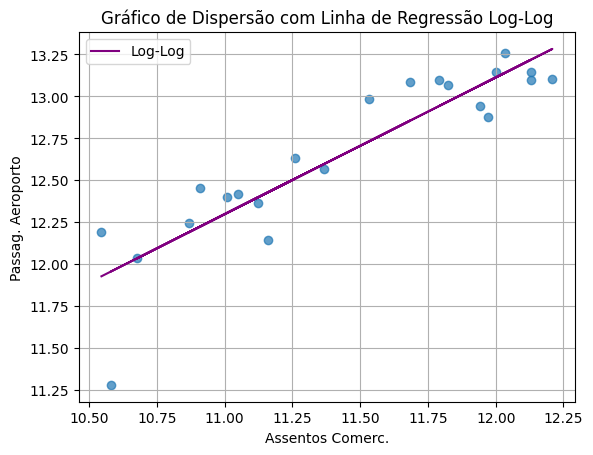 Gráfico de Dispersão com Linha de Regressão Log-Log
Log-Log
13.25
13.00
12.75
12.50
12.25
12.00
11.75
11.50
11.25
Passag. Aeroporto
10.50 10.75 11.00 11.25 11.50 11.75 12.00 12.25
Assentos Comerc.